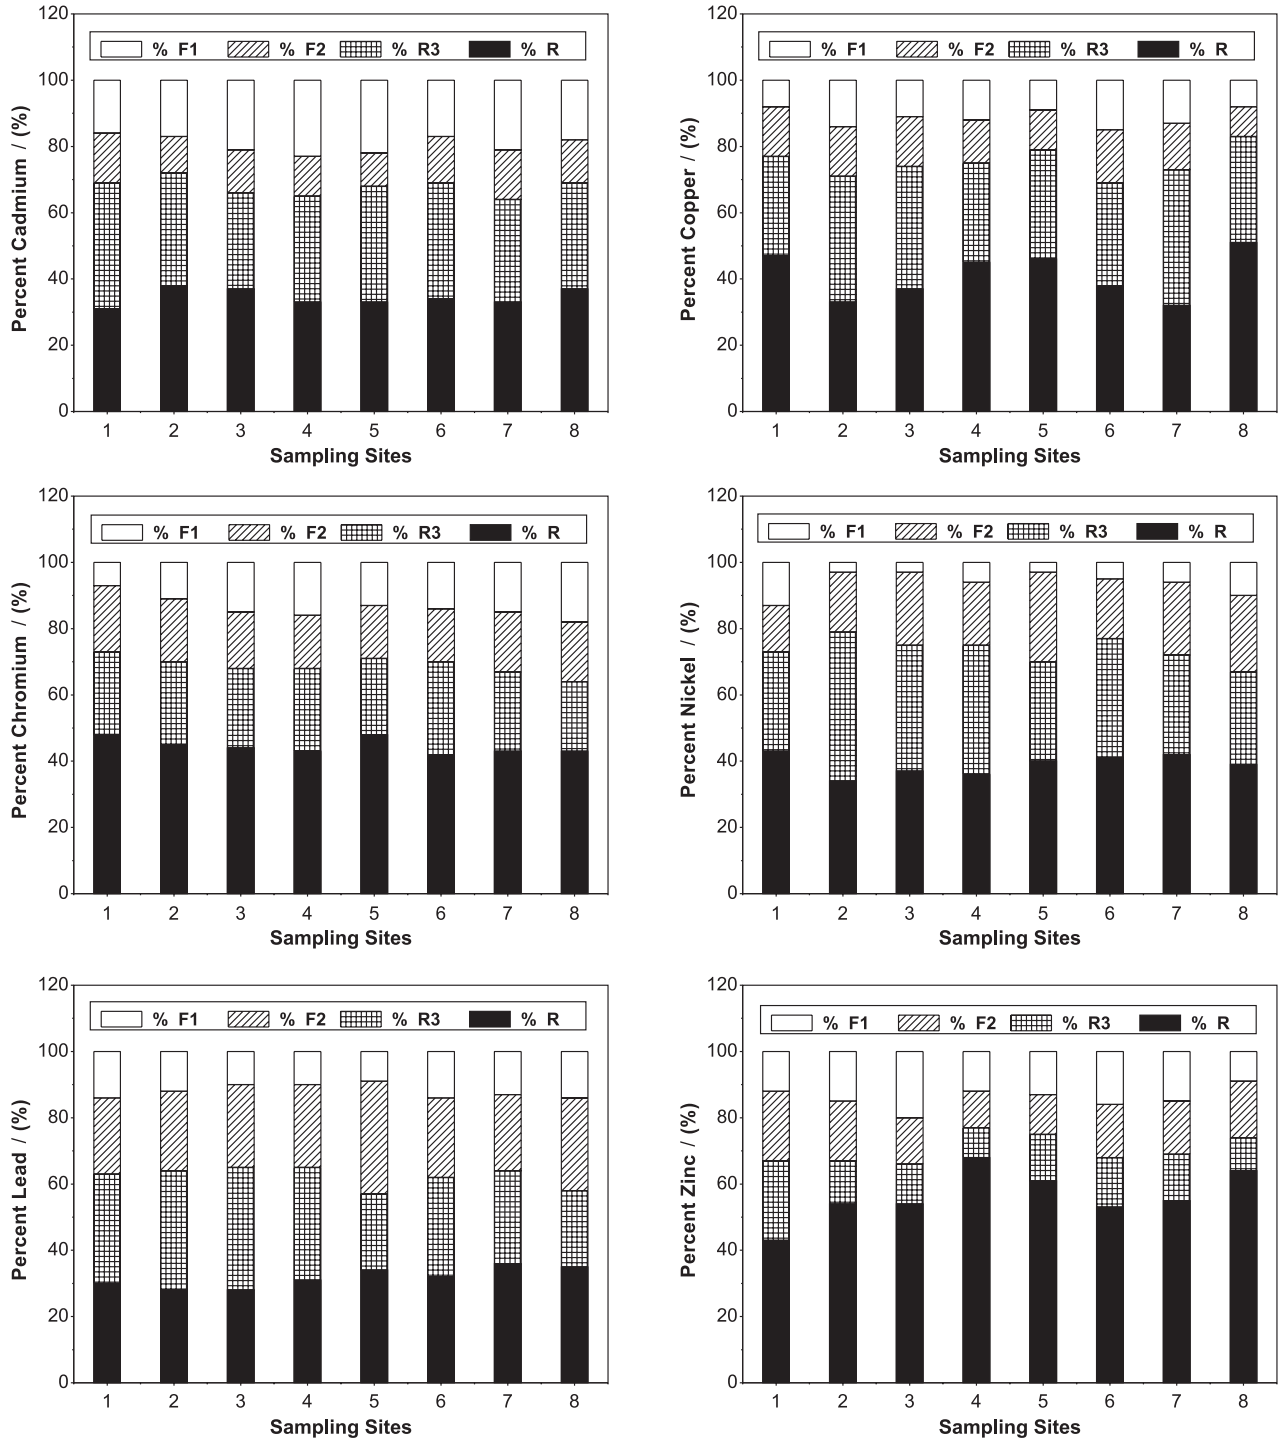 120
100
80
60
40
20
0
Percent Cadmium / (%)
% F1 % F2 % R3 % R
1 2 3 4 5 6 7 8
Sampling Sites
120
100
80
60
40
20
0
Percent Copper / (%)
% F1 % F2 % R3 % R
1 2 3 4 5 6 7 8
Sampling Sites
120
100
80
60
40
20
0
Percent Chromium / (%)
% F1 % F2 % R3 % R
1 2 3 4 5 6 7 8
Sampling Sites
120
100
80
60
40
20
0
Percent Nickel / (%)
% F1 % F2 % R3 % R
1 2 3 4 5 6 7 8
Sampling Sites
120
100
80
60
40
20
0
Percent Lead / (%)
% F1 % F2 % R3 % R
1 2 3 4 5 6 7 8
Sampling Sites
120
100
80
60
40
20
0
Percent Zinc / (%)
% F1 % F2 % R3 % R
1 2 3 4 5 6 7 8
Sampling Sites